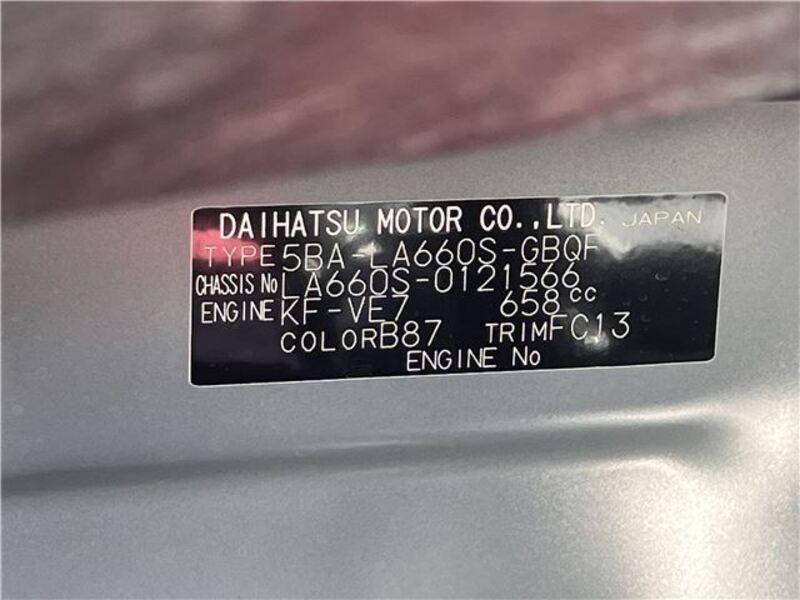 DAIHATSU MOTOR CO.,LTD. JAPAN
TYPE 5BA-LA660S-GBQF
CHASSIS No LA660S-0121566
ENGINE KF-VE7 658cc
COLOR B87 TRIM FC13
ENGINE No